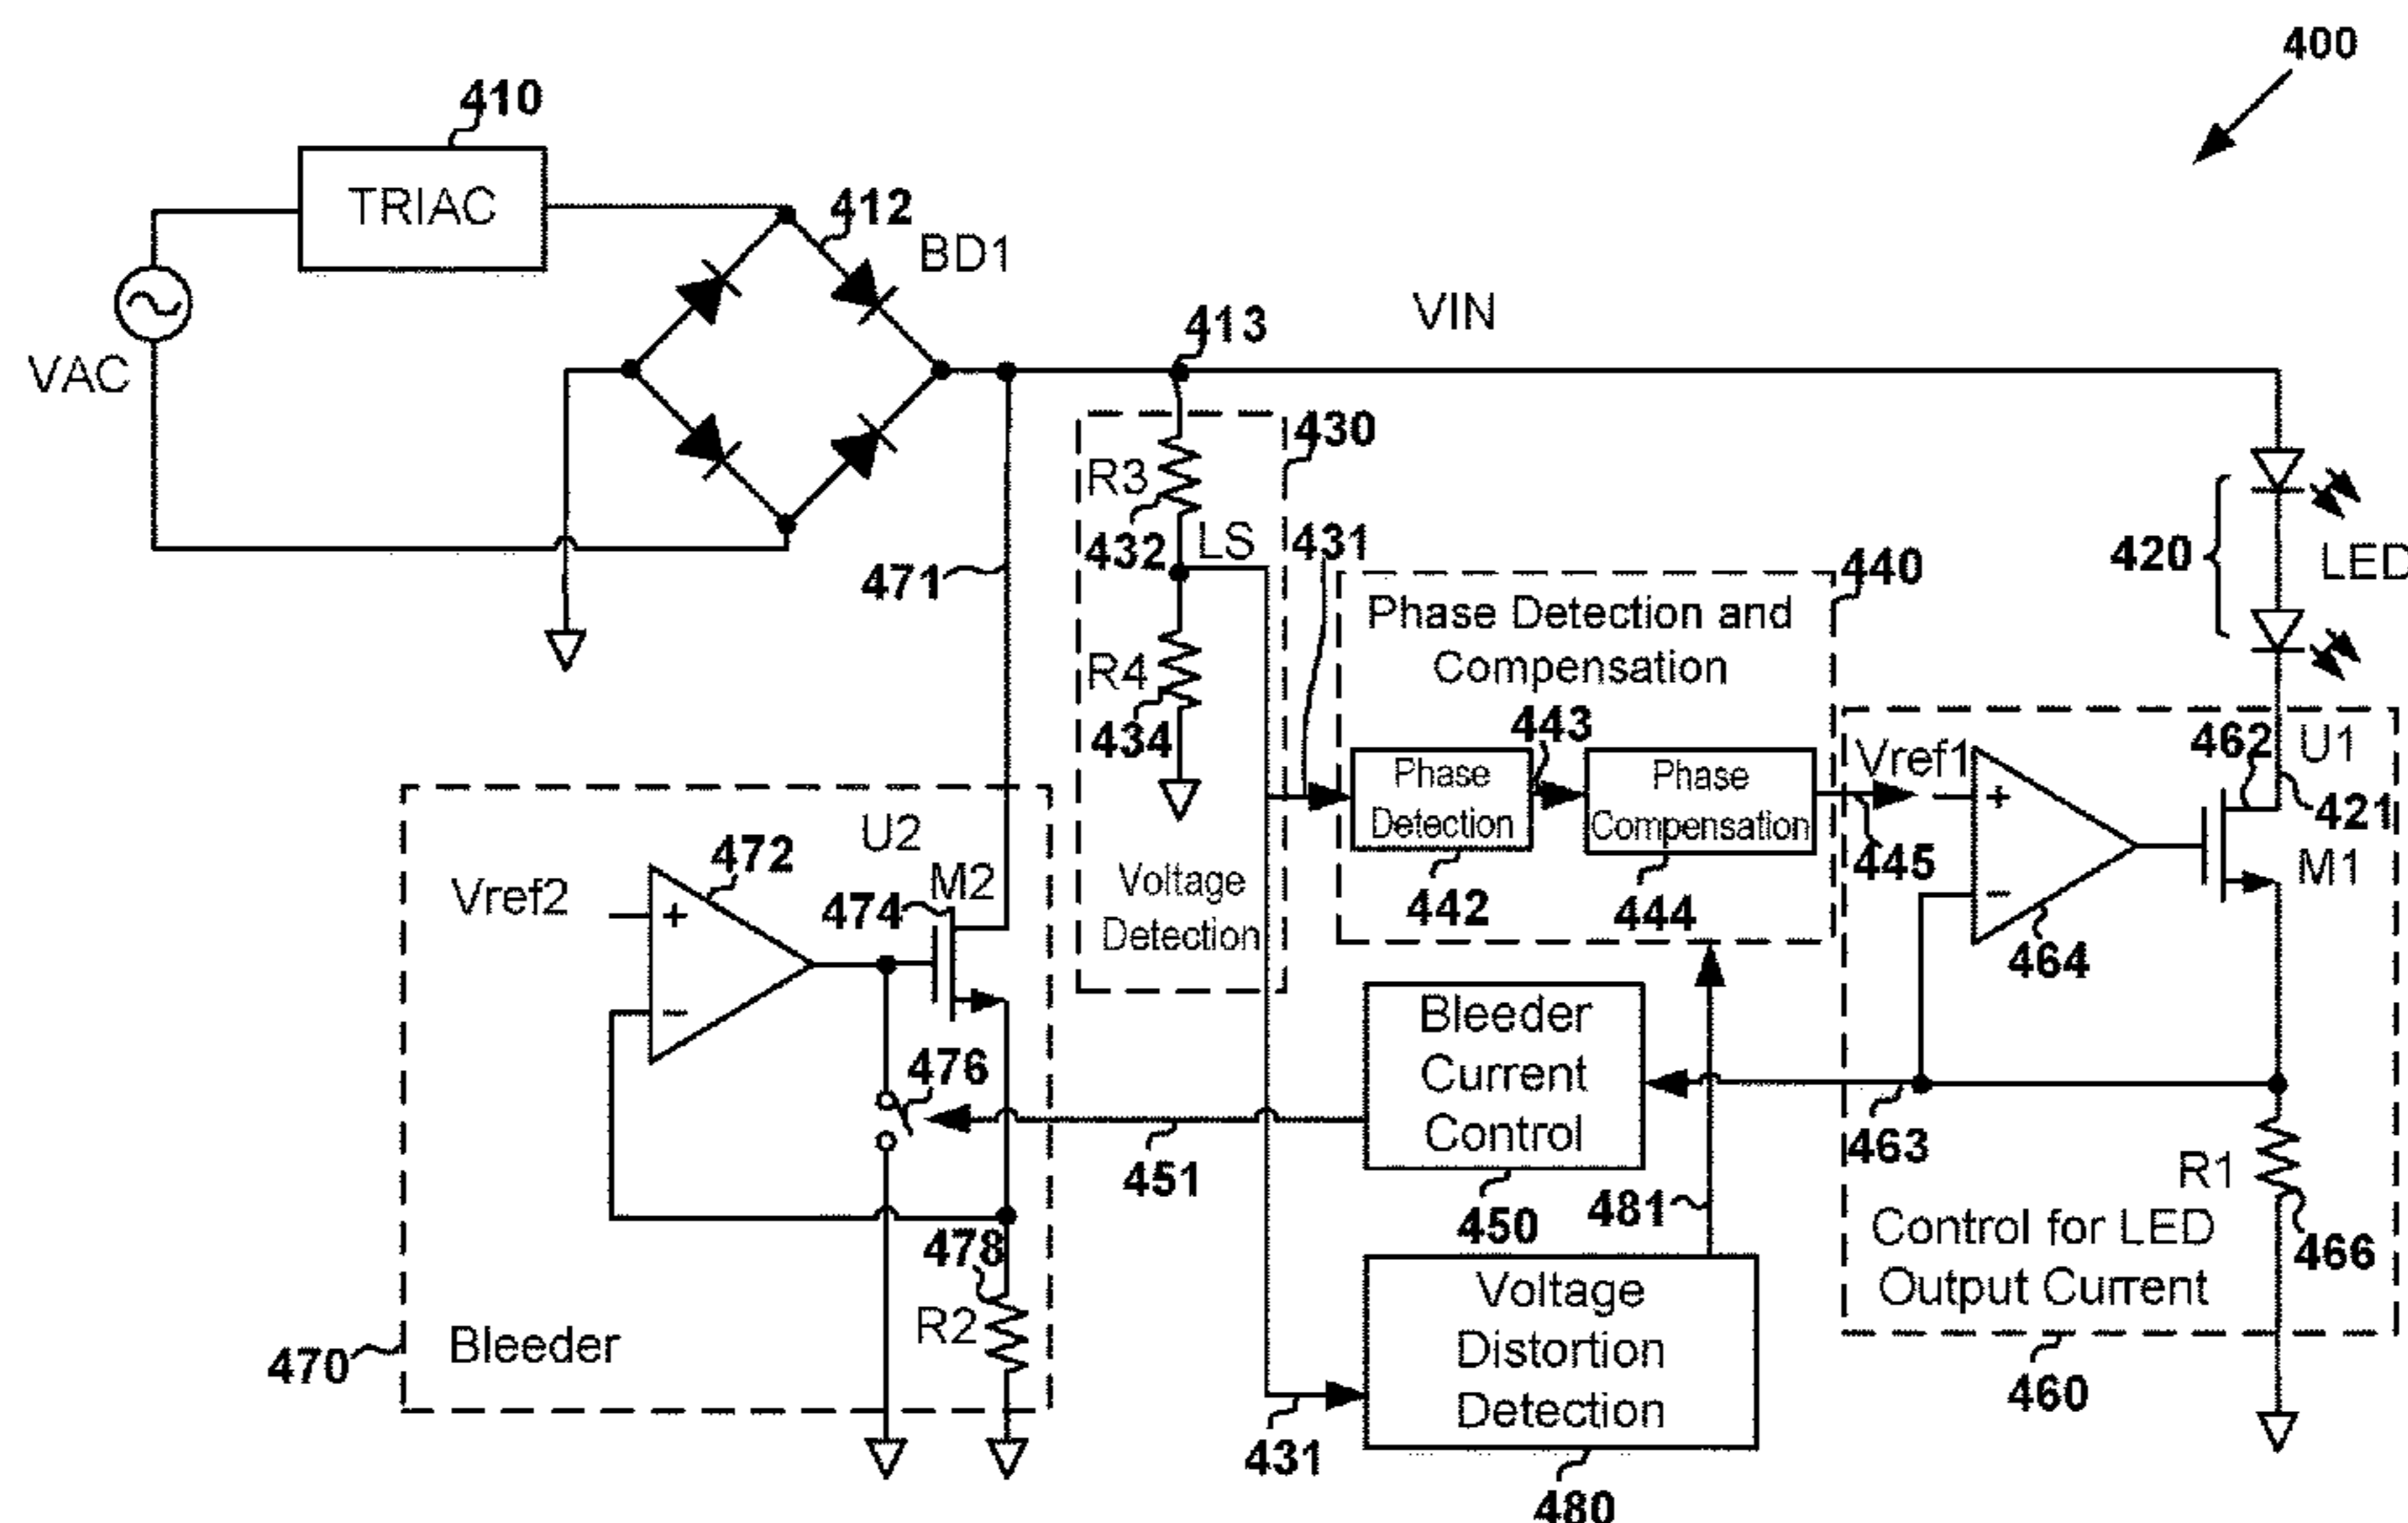 400
410
TRIAC
412
BD1
VAC
413
VIN
430
R3
432
LS
431
440
471
420
LED
Phase Detection and
Compensation
R4
434
443
Phase
Detection
442
Phase
Compensation
444
445
Vref1
+
−
464
462
U1
421
M1
Voltage
Detection
U2
472
M2
474
Vref2
+
−
476
478
R2
Bleeder
470
451
Bleeder
Current
Control
450
463
481
R1
466
Control for LED
Output Current
460
Voltage
Distortion
Detection
431
480